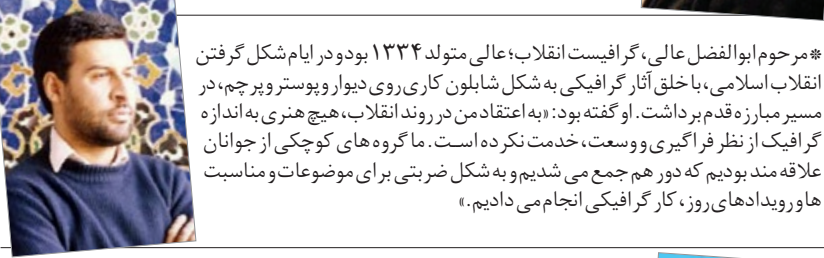 *مرحوم ابوالفضل عالی، گرافیست انقلاب؛ عالی متولد ۱۳۳۴ بود و در ایام شکل گرفتن
انقلاب اسلامی، با خلق آثار گرافیکی به شکل شابلون کاری روی دیوار و پوستر و پرچم، در
مسیر مبارزه قدم برداشت. او گفته بود: «به اعتقاد من در روند انقلاب، هیچ هنری به اندازه
گرافیک از نظر فراگیری و وسعت، خدمت نکرده است. ما گروه های کوچکی از جوانان
علاقه مند بودیم که دور هم جمع می شدیم و به شکل ضربتی برای موضوعات و مناسبت
ها و رویدادهای روز، کار گرافیکی انجام می دادیم.»